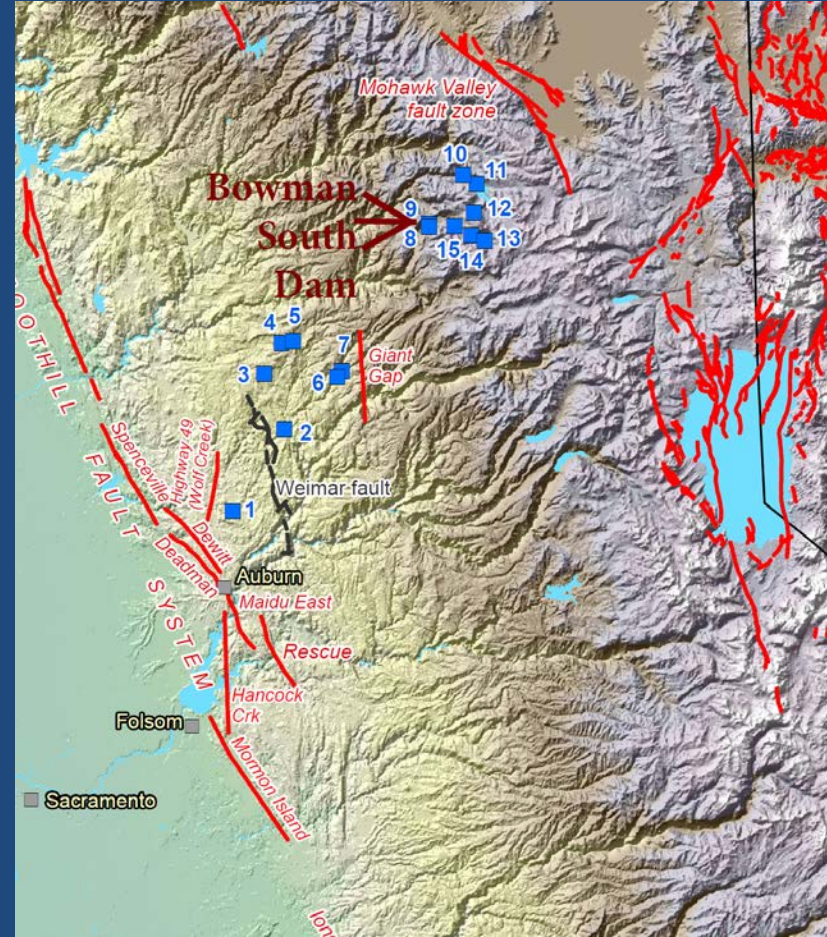 Mohawk Valley
fault zone
10
11
Bowman
South
Dam
9
8
12
15
13
14
4
5
7
3
6
Giant
Gap
2
OOTHILL
FAULT
SYSTEM
Spenceville
Highway 49
(Wolf Creek)
Weimar fault
1
Dewitt
Deadman
Auburn
Maidu East
Rescue
Hancock
Crk
Folsom
Mormon Island
Sacramento